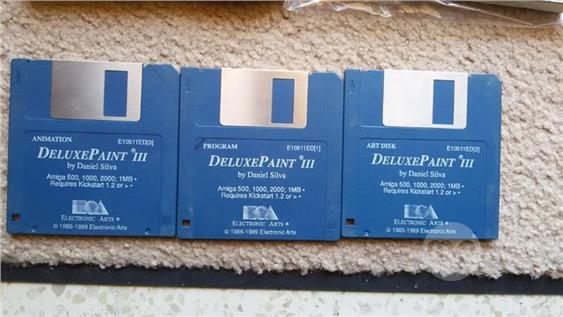 ANIMATION
E10511ED[3]
DELUXEPAINT ® III
by Daniel Silva
Amiga 500, 1000, 2000; 1MB •
Requires Kickstart 1.2 or > •
ECA
ELECTRONIC ARTS ®
© 1985-1989 Electronic Arts
PROGRAM
E10511ED[1]
DELUXEPAINT ® III
by Daniel Silva
Amiga 500, 1000, 2000; 1MB •
Requires Kickstart 1.2 or > •
ECA
ELECTRONIC ARTS ®
© 1985-1989 Electronic Arts
ART DISK
E10511ED[2]
DELUXEPAINT ® III
by Daniel Silva
Amiga 500, 1000, 2000; 1MB •
Requires Kickstart 1.2 or > •
ECA
ELECTRONIC ARTS ®
© 1985-1989 Electronic Arts